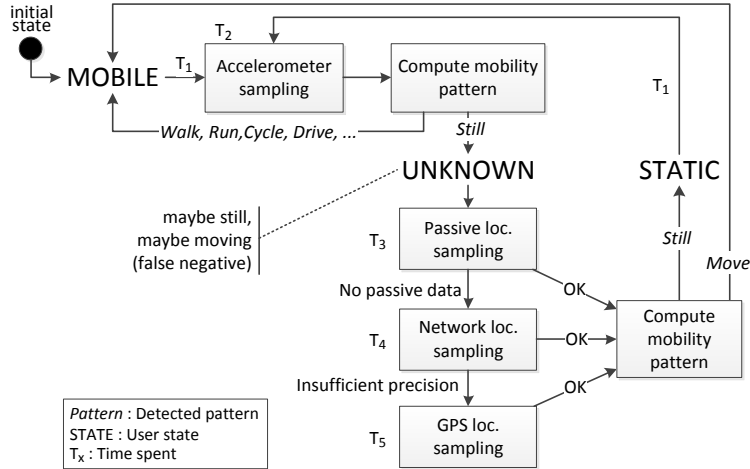 initial
state
MOBILE
T1
T2
Accelerometer
sampling
Compute mobility
pattern
Walk, Run,Cycle, Drive, ...
Still
UNKNOWN
maybe still,
maybe moving
(false negative)
T3
Passive loc.
sampling
No passive data
OK
T4
Network loc.
sampling
OK
Insufficient precision
T5
GPS loc.
sampling
OK
Compute
mobility
pattern
Still
Move
STATIC
T1
Pattern : Detected pattern
STATE : User state
Tx : Time spent